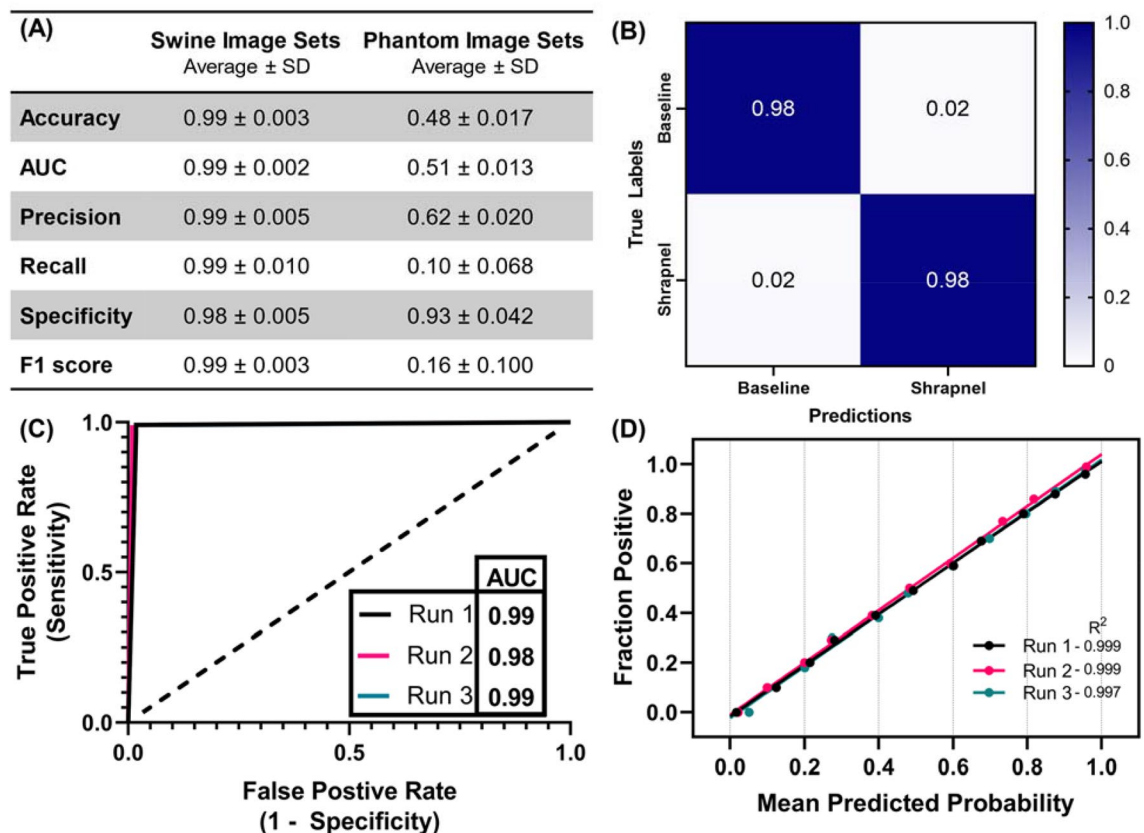 (A)
Swine Image Sets Phantom Image Sets
Average ± SD Average ± SD
Accuracy 0.99 ± 0.003 0.48 ± 0.017
AUC 0.99 ± 0.002 0.51 ± 0.013
Precision 0.99 ± 0.005 0.62 ± 0.020
Recall 0.99 ± 0.010 0.10 ± 0.068
Specificity 0.98 ± 0.005 0.93 ± 0.042
F1 score 0.99 ± 0.003 0.16 ± 0.100
(B)
True Labels
Baseline
Shrapnel
0.98 0.02
0.02 0.98
Baseline Shrapnel
Predictions
1.0
0.8
0.6
0.4
0.2
0
(C)
True Positive Rate
(Sensitivity)
1.0
0.5
0.0
AUC
Run 1 0.99
Run 2 0.98
Run 3 0.99
0.0 0.5 1.0
False Postive Rate
(1 - Specificity)
(D)
Fraction Positive
1.0
0.8
0.6
0.4
0.2
0.0
R²
Run 1 - 0.999
Run 2 - 0.999
Run 3 - 0.997
0.0 0.2 0.4 0.6 0.8 1.0
Mean Predicted Probability